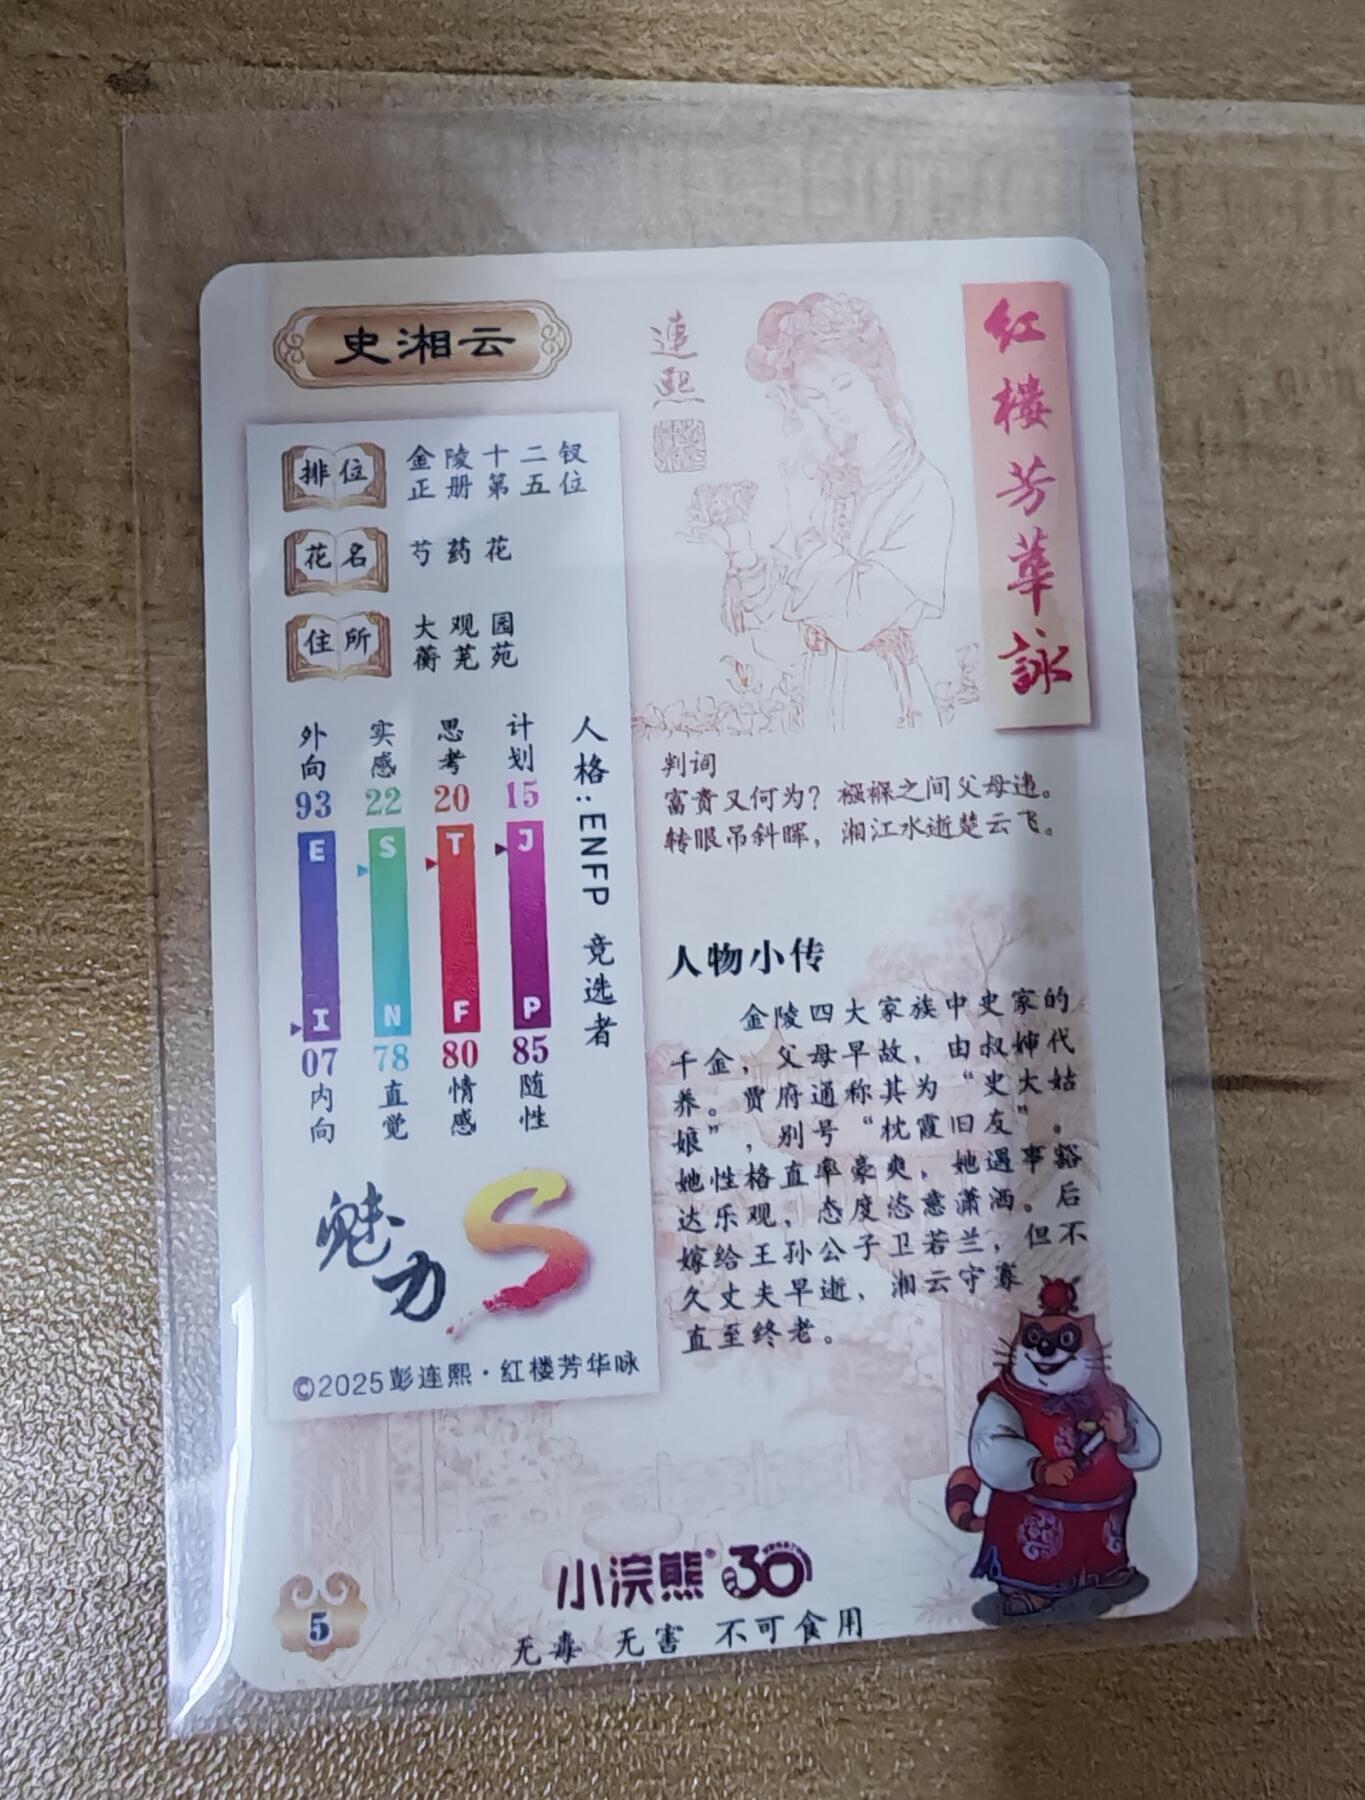 史湘云
排位
金陵十二钗
正册第五位
花名
芍药花
住所
大观园
蘅芜苑
外向 实感 思考 计划
93 22 20 15
E S T J
I N F P
07 78 80 85
内向 直觉 情感 随性
人格:ENFP 竞选者
魅力 S
©2025彭连熙·红楼芳华咏
5
連熙
红楼芳華詠
判词
富贵又何为?襁褓之间父母违。
转眼吊斜晖,湘江水逝楚云飞。
人物小传
金陵四大家族中史家的
千金,父母早故,由叔婶代
养。贾府通称其为“史大姑
娘”,别号“枕霞旧友”。
她性格直率豪爽,她遇事豁
达乐观,态度恣意潇洒。后
嫁给王孙公子卫若兰,但不
久丈夫早逝,湘云守寡
直至终老。
小浣熊® 30
无毒 无害 不可食用